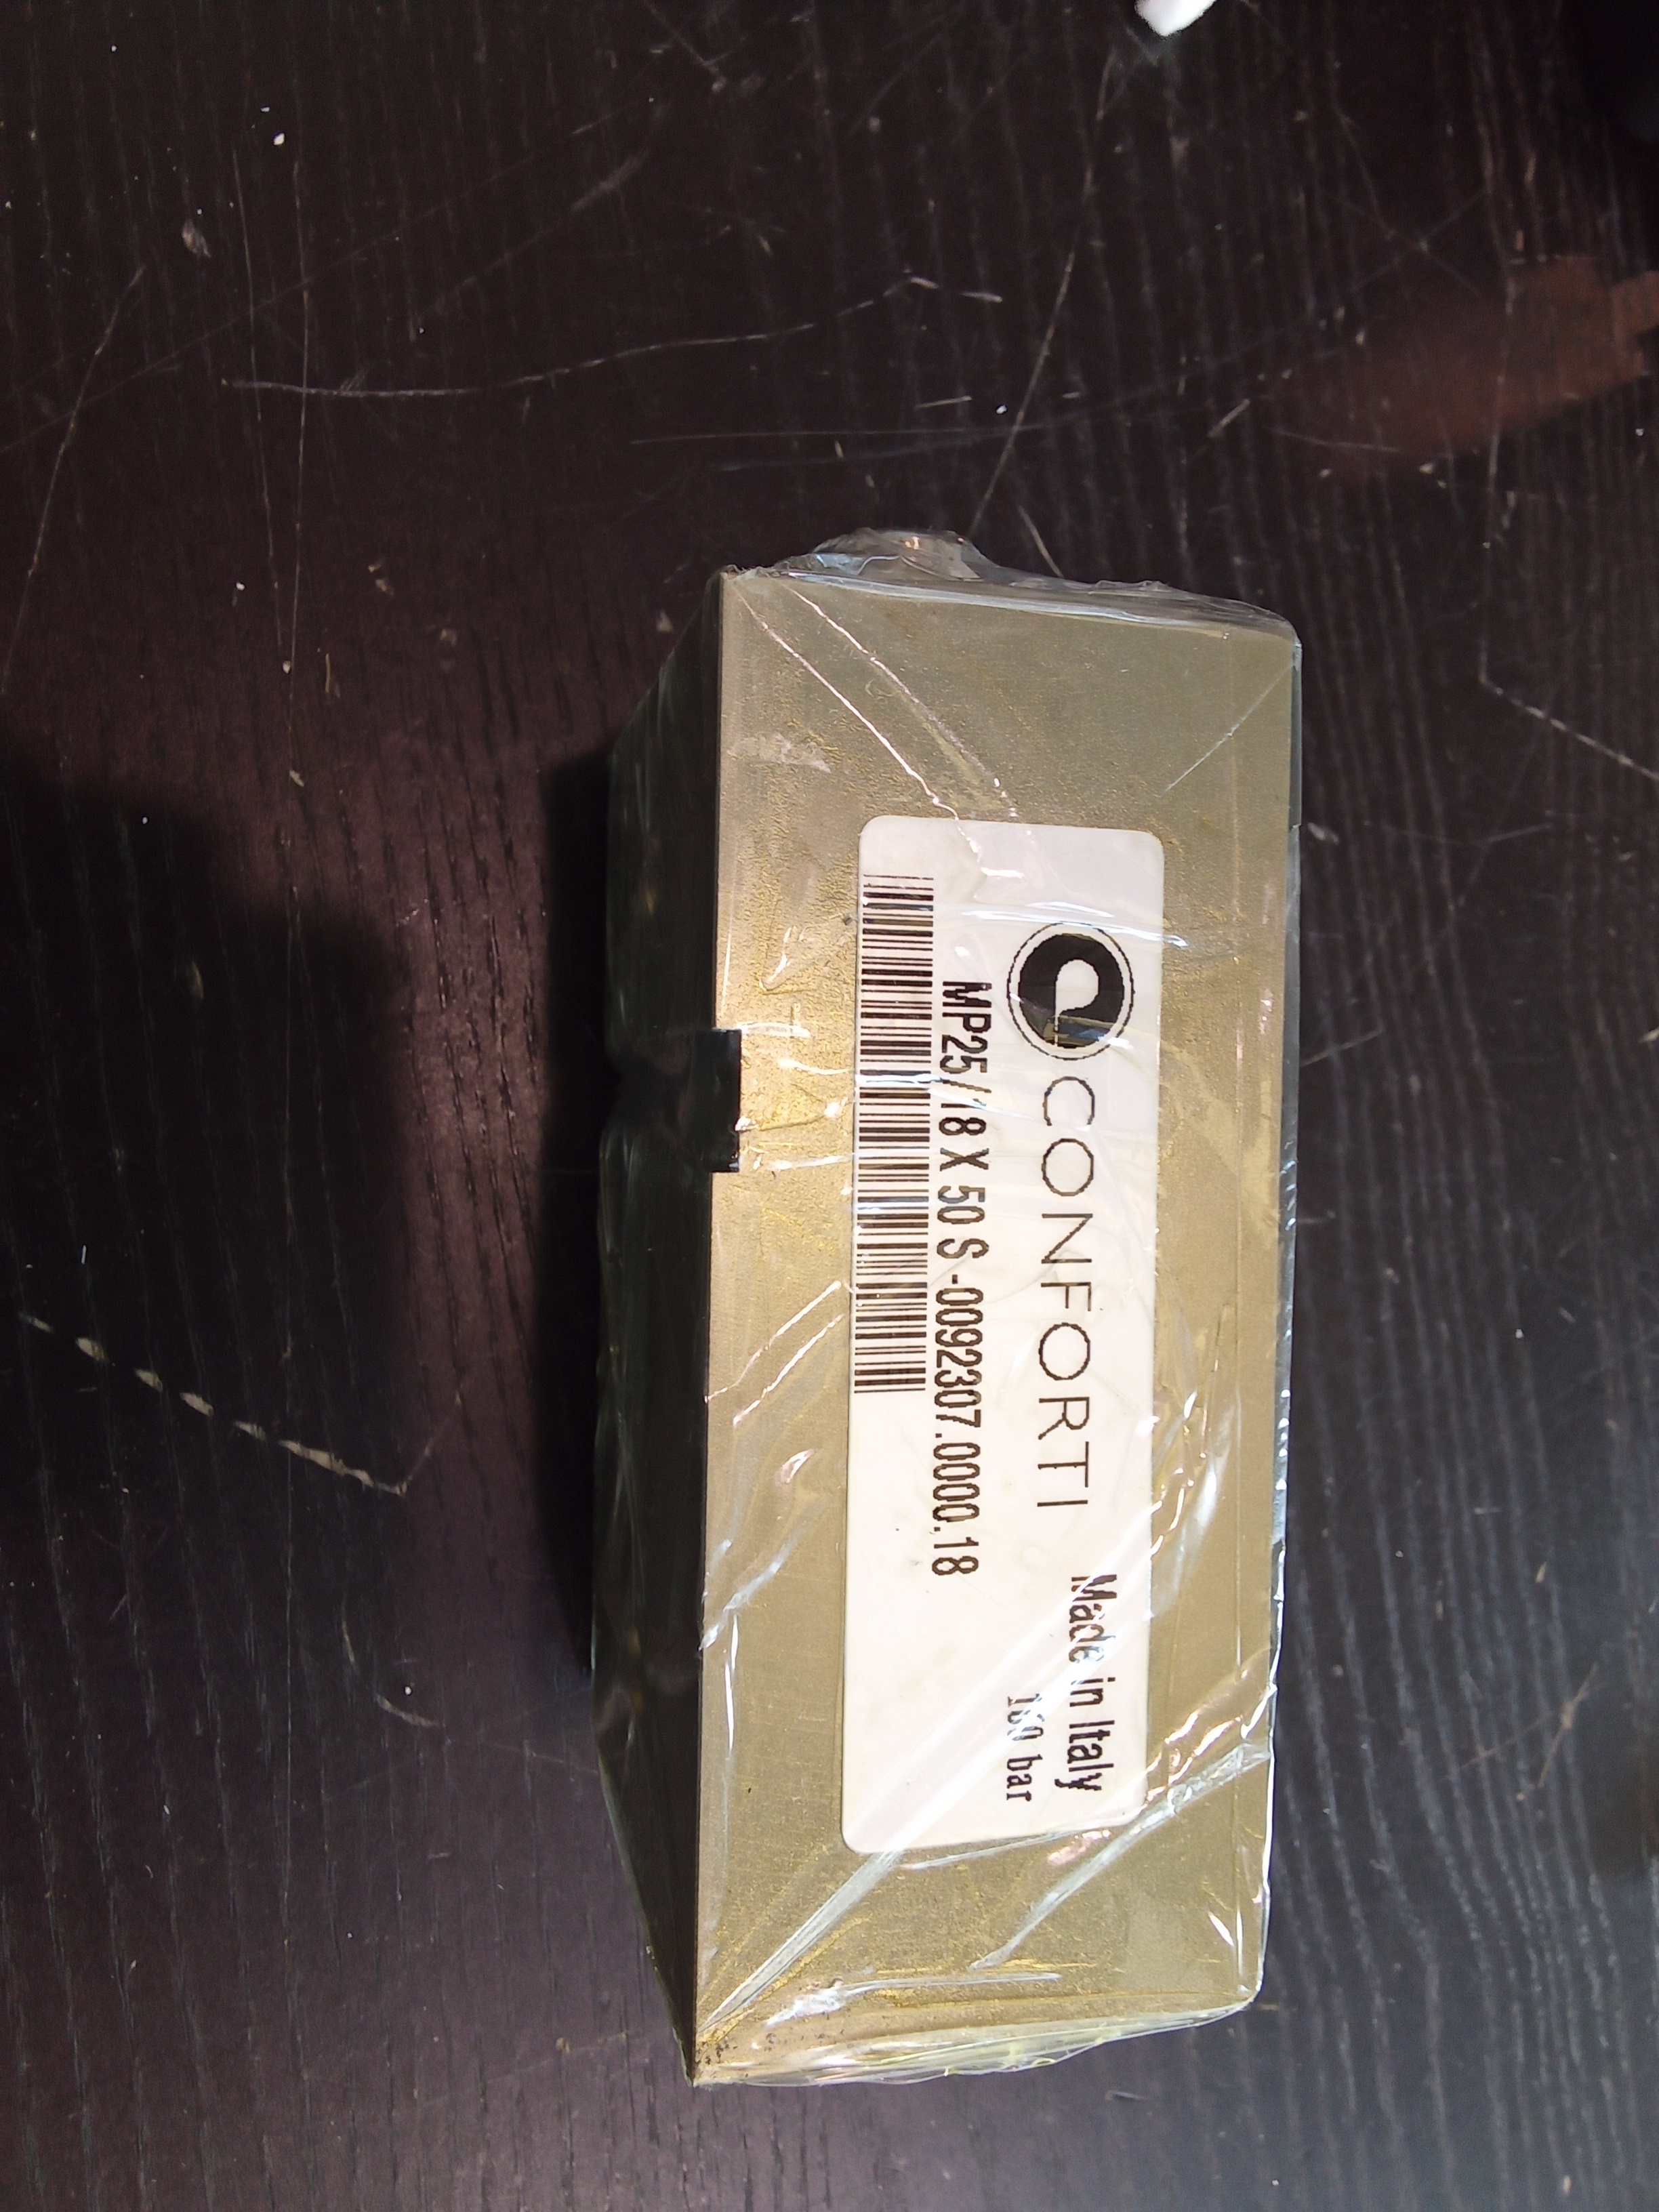 CONFORTI
Made in Italy
160 bar
MP25/18 X 50 S -0092307.0000.18